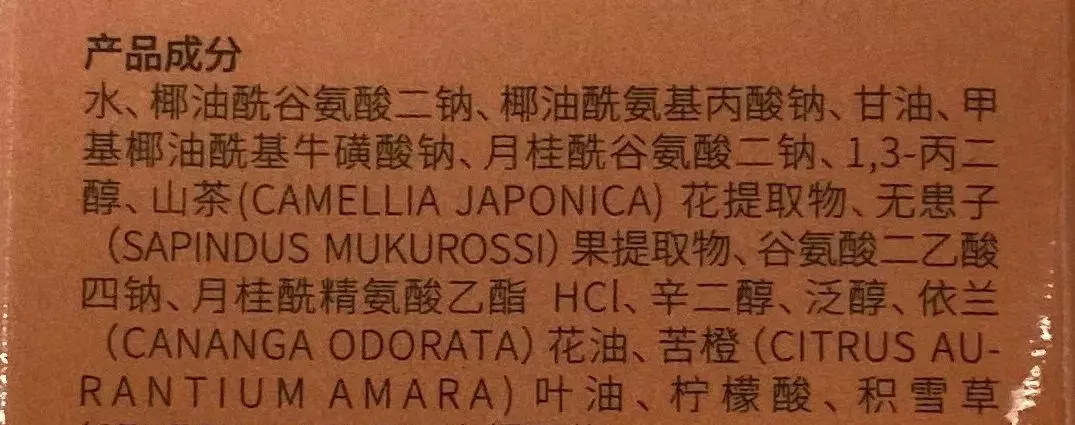 产品成分
水、椰油酰谷氨酸二钠、椰油酰氨基丙酸钠、甘油、甲
基椰油酰基牛磺酸钠、月桂酰谷氨酸二钠、1,3-丙二
醇、山茶(CAMELLIA JAPONICA) 花提取物、无患子
（SAPINDUS MUKUROSSI）果提取物、谷氨酸二乙酸
四钠、月桂酰精氨酸乙酯 HCl、辛二醇、泛醇、依兰
（CANANGA ODORATA）花油、苦橙（CITRUS AU-
RANTIUM AMARA）叶油、柠檬酸、积雪草